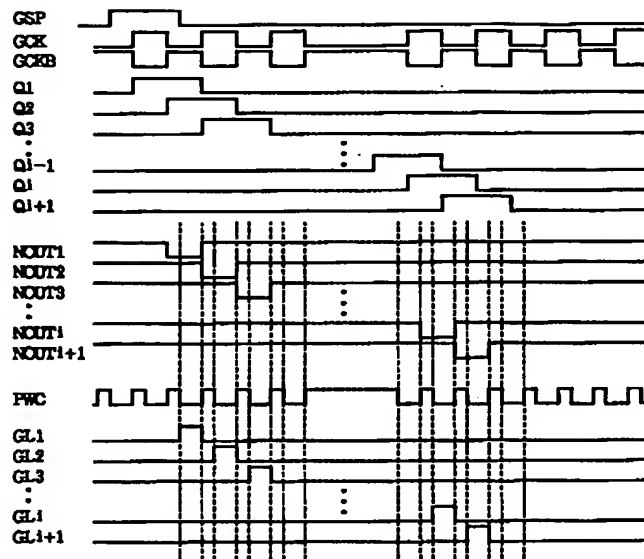 GSP
GCK
GCKB
Q1
Q2
Q3
Qi-1
Qi
Qi+1
NOUT1
NOUT2
NOUT3
NOUTi
NOUTi+1
PWC
GL1
GL2
GL3
GLi
GLi+1